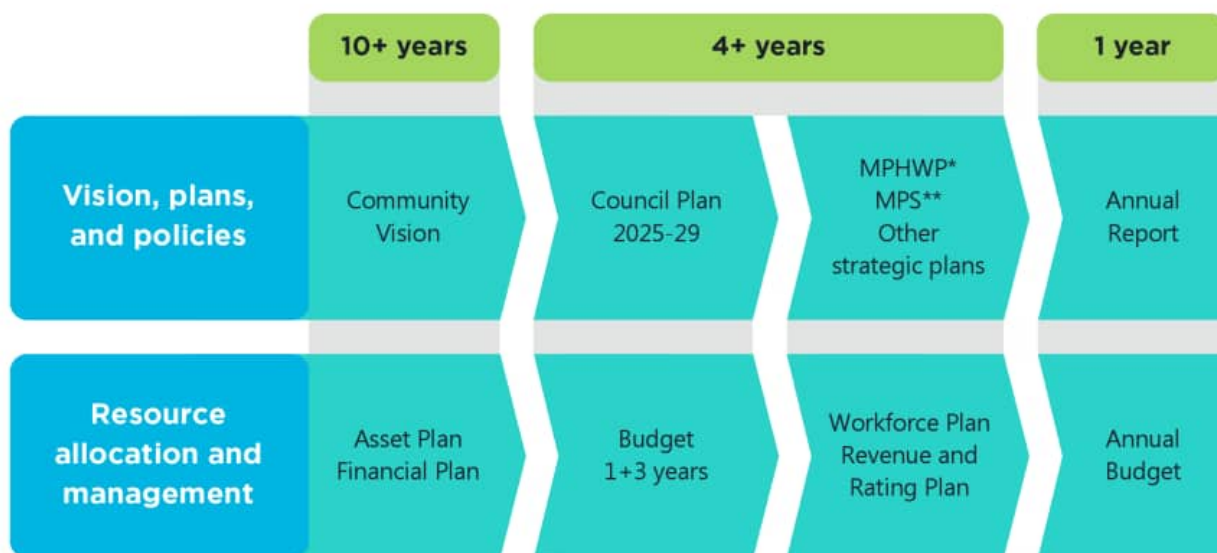 10+ years
4+ years
1 year
Vision, plans,
and policies
Community
Vision
Council Plan
2025-29
MPHWP*
MPS**
Other
strategic plans
Annual
Report
Resource
allocation and
management
Asset Plan
Financial Plan
Budget
1+3 years
Workforce Plan
Revenue and
Rating Plan
Annual
Budget